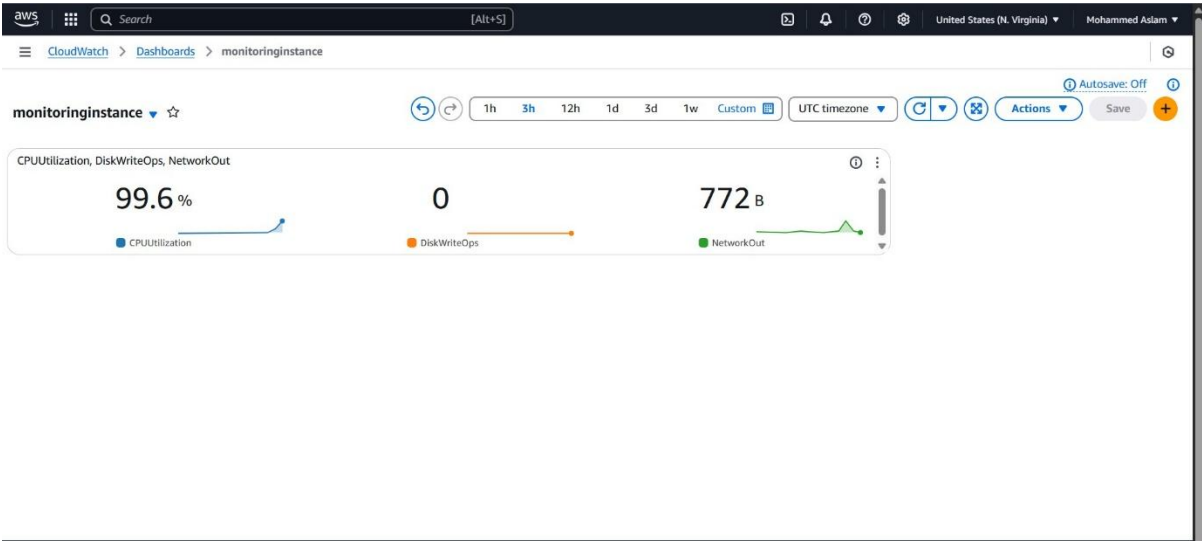 aws Search [Alt+S] United States (N. Virginia) Mohammed Aslam
CloudWatch > Dashboards > monitoringinstance
Autosave: Off
monitoringinstance 1h 3h 12h 1d 3d 1w Custom UTC timezone Actions Save +
CPUUtilization, DiskWriteOps, NetworkOut
99.6 % 0 772 B
CPUUtilization DiskWriteOps NetworkOut